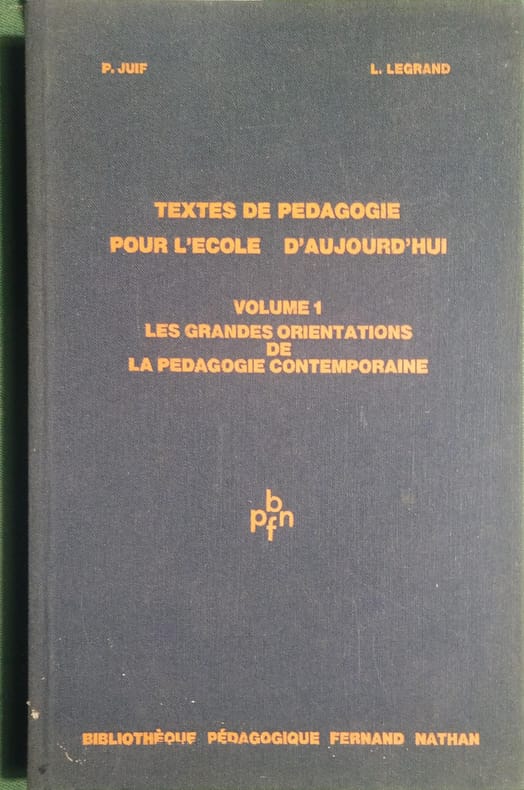 P. JUIF L. LEGRAND
TEXTES DE PEDAGOGIE
POUR L'ECOLE D'AUJOURD'HUI
VOLUME 1
LES GRANDES ORIENTATIONS
DE
LA PEDAGOGIE CONTEMPORAINE
b
p n
f
BIBLIOTHÈQUE PÉDAGOGIQUE FERNAND NATHAN